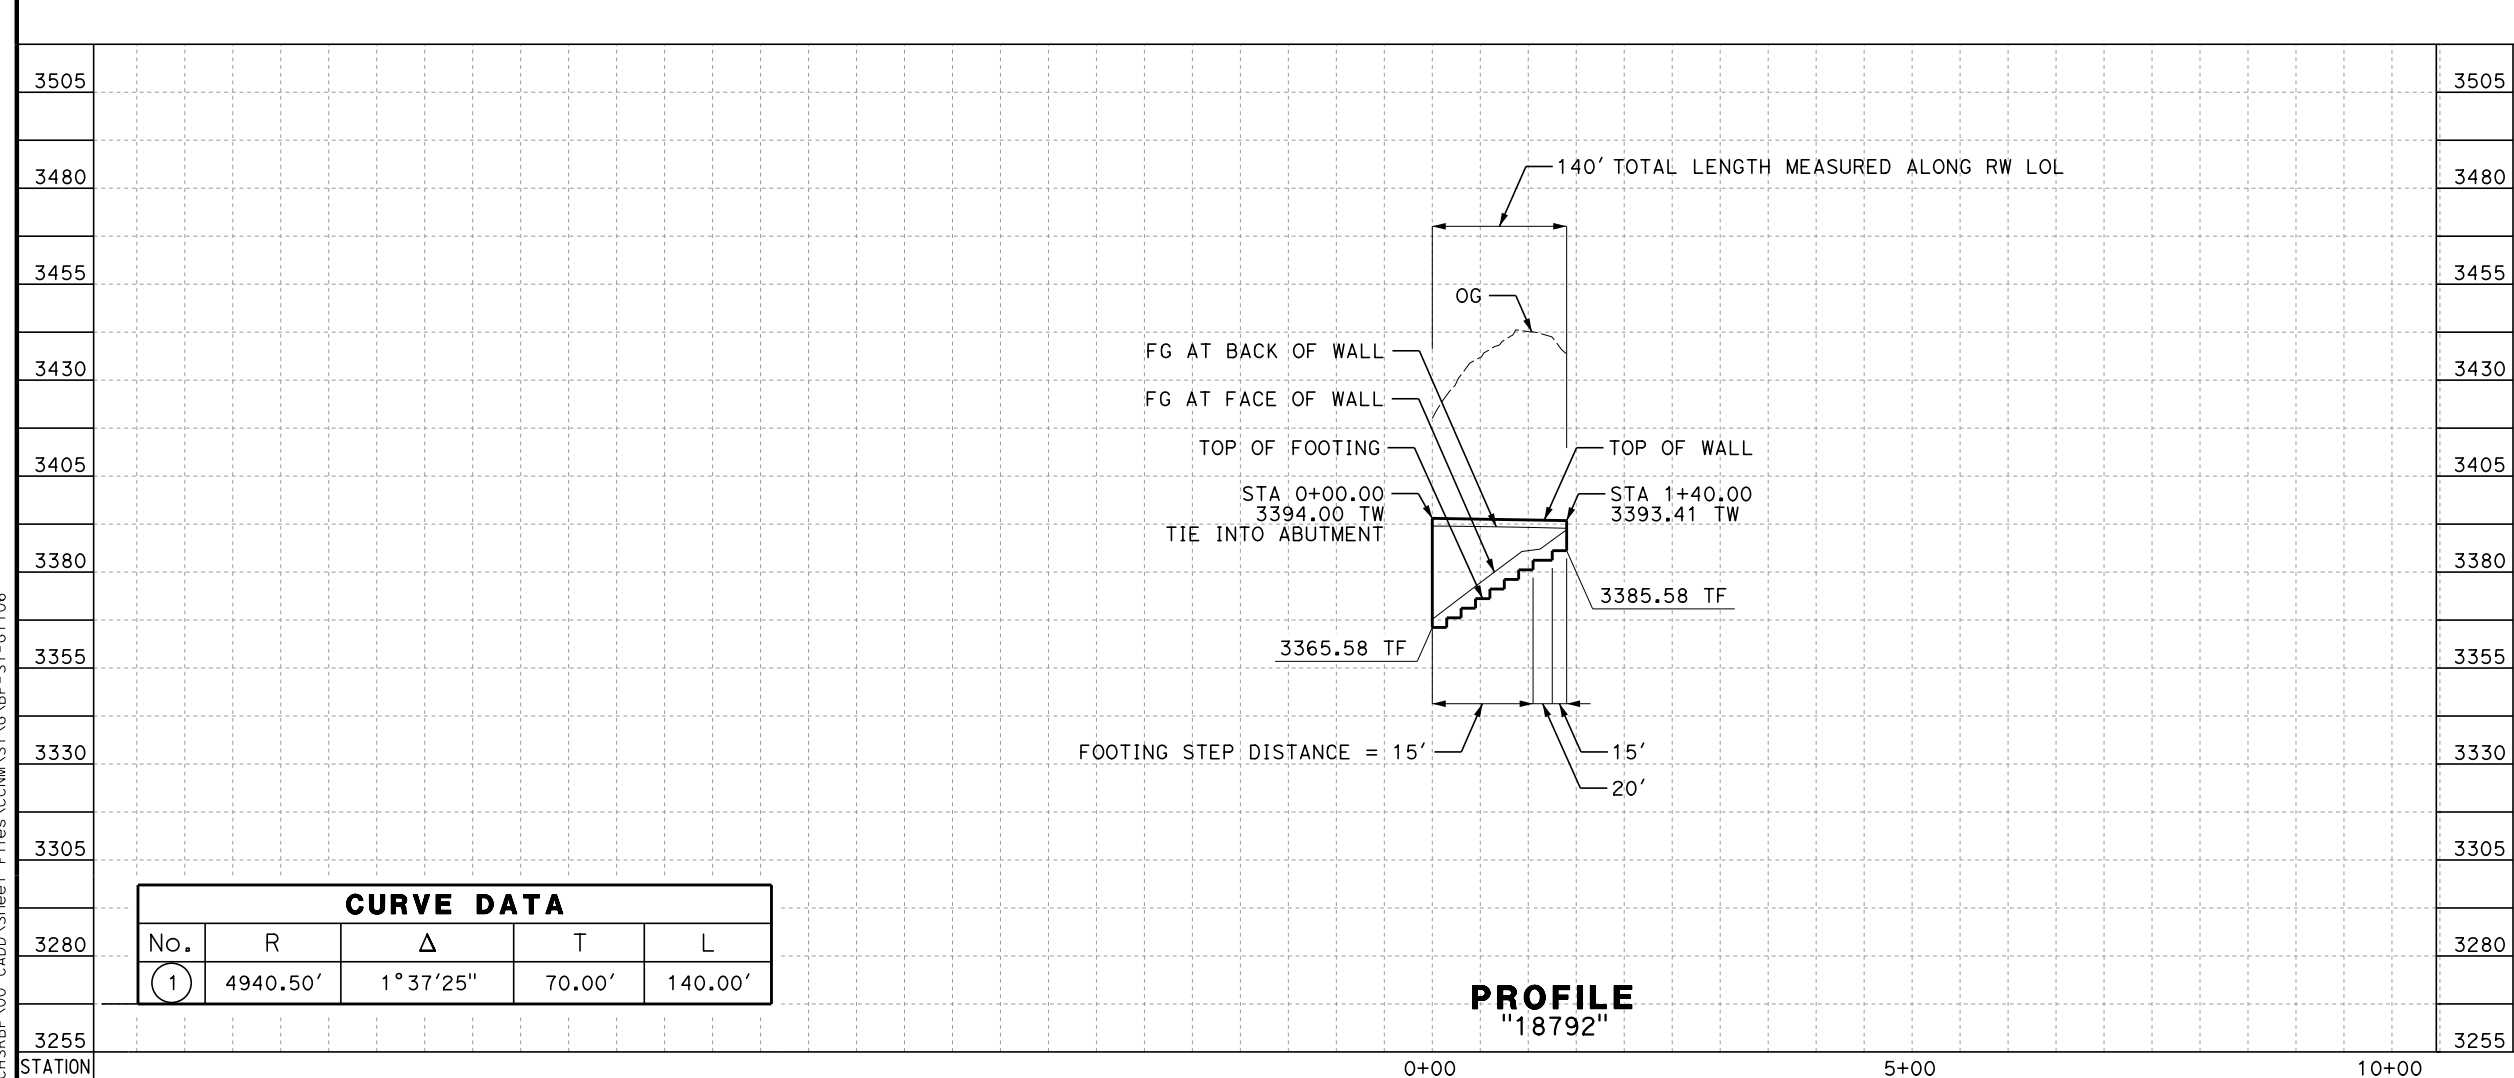 3505 3505
140' TOTAL LENGTH MEASURED ALONG RW LOL
3480 3480
3455 3455
OG
FG AT BACK OF WALL
3430 3430
FG AT FACE OF WALL
TOP OF FOOTING TOP OF WALL
3405 3405
STA 0+00.00 STA 1+40.00
3394.00 TW 3393.41 TW
TIE INTO ABUTMENT
3380 3380
3385.58 TF
3365.58 TF
3355 3355
FOOTING STEP DISTANCE = 15' 15'
3330 3330
20'
3305 3305
CURVE DATA
No. R Δ T L
3280 3280
1 4940.50' 1°37'25" 70.00' 140.00'
PROFILE
"18792"
3255 3255
STATION 0+00 5+00 10+00